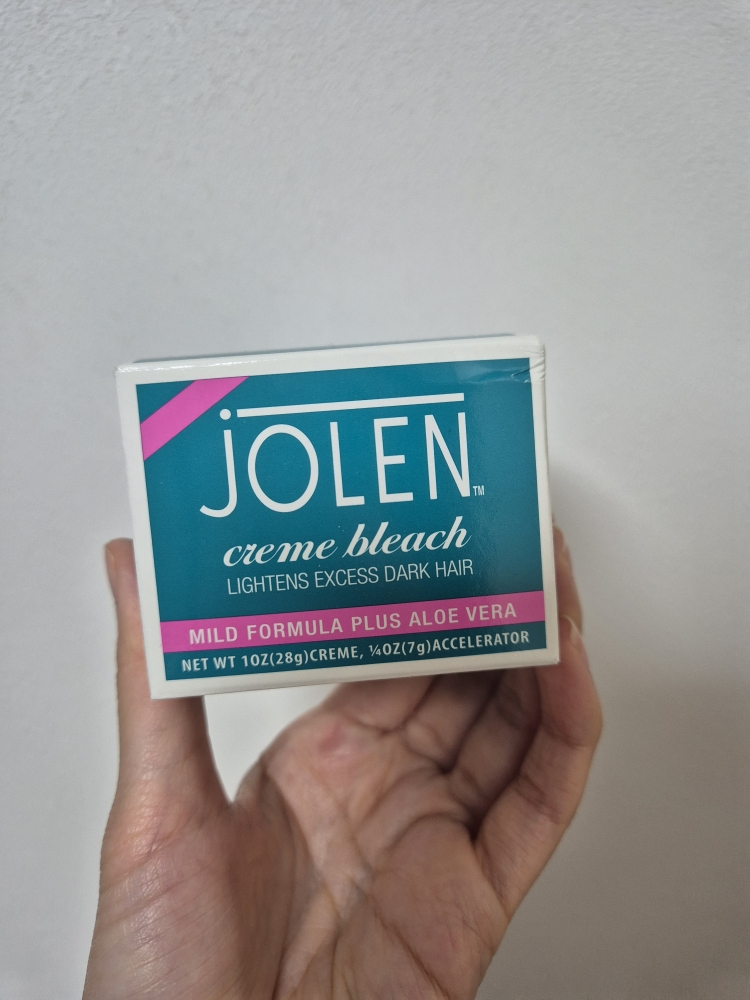 jOLEN™
creme bleach
LIGHTENS EXCESS DARK HAIR
MILD FORMULA PLUS ALOE VERA
NET WT 1OZ(28g)CREME, ¼OZ(7g)ACCELERATOR